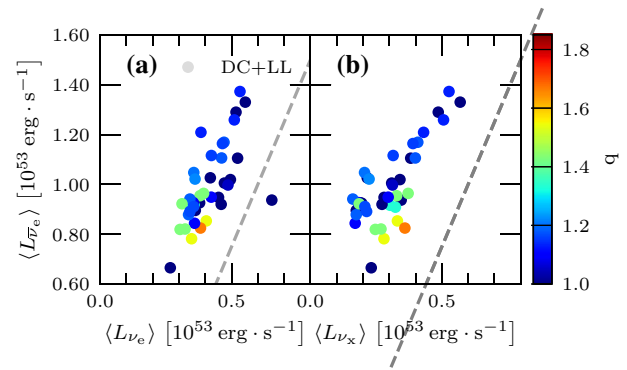 1.60
1.40
1.20
1.00
0.80
0.60
⟨L_ν̄e⟩ [10^53 erg · s^−1]
(a) DC+LL
(b)
0.0 0.5 0.0 0.5
⟨L_νe⟩ [10^53 erg · s^−1] ⟨L_νx⟩ [10^53 erg · s^−1]
1.8
1.6
1.4
1.2
1.0
q